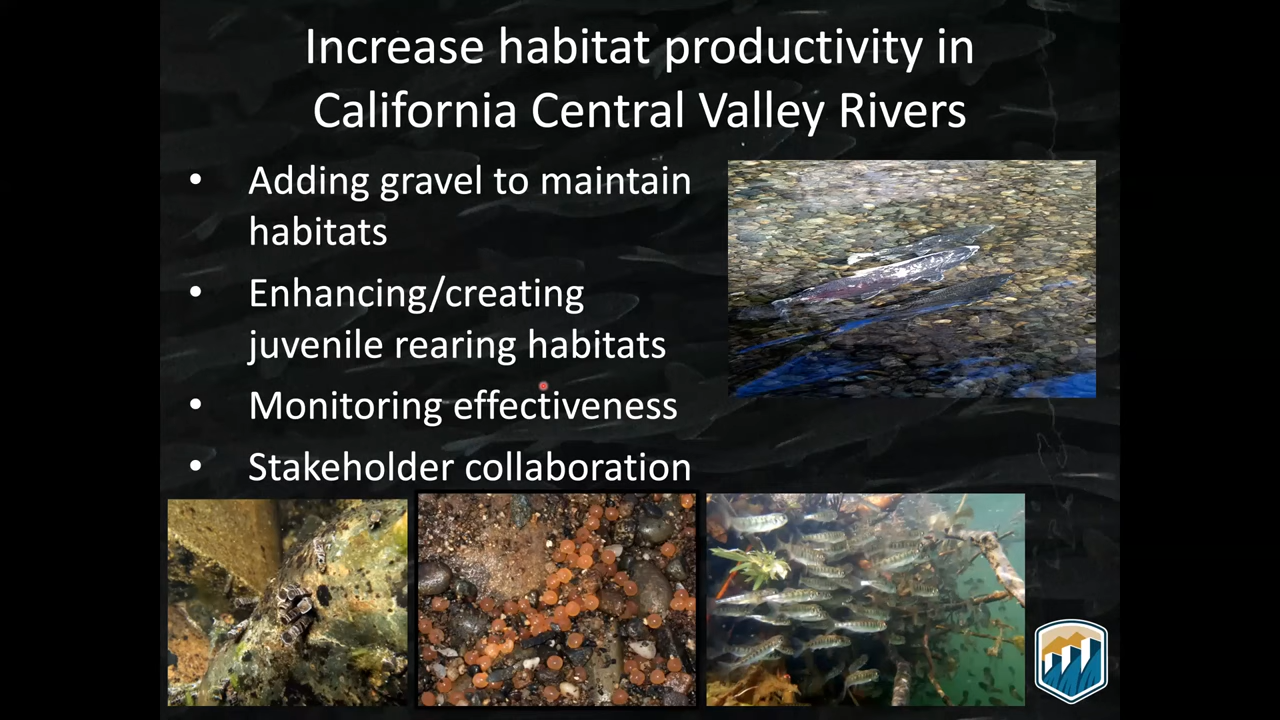 Increase habitat productivity in
California Central Valley Rivers
• Adding gravel to maintain
habitats
• Enhancing/creating
juvenile rearing habitats
• Monitoring effectiveness
• Stakeholder collaboration